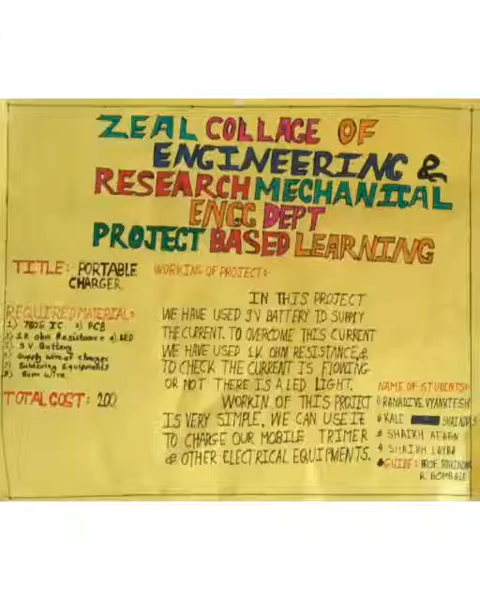 ZEAL COLLAGE OF
ENGINEERING &
RESEARCH MECHANICAL
ENGG DEPT
PROJECT BASED LEARNING
TITLE: PORTABLE
CHARGER
REQUIRED MATERIAL:
1) 7805 IC 3) PCB
2) 1K ohm Resistance 4) LED
5) 9V Battery
6) Supply wire of charger
7) Soldering Equipments
8) 5cm wire
TOTAL COST: 200
WORKING OF PROJECT:
IN THIS PROJECT
WE HAVE USED 9V BATTERY TO SUPPLY
THE CURRENT. TO OVERCOME THIS CURRENT
WE HAVE USED 1K OHM RESISTANCE &
TO CHECK THE CURRENT IS FLOWING
OR NOT THERE IS A LED LIGHT.
WORKIN OF THIS PROJECT
IS VERY SIMPLE. WE CAN USE IT
TO CHARGE OUR MOBILE TRIMER
& OTHER ELECTRICAL EQUIPMENTS.
NAME OF STUDENTS:
RANADIVE VYANKTESH
KALE
SHAIKH
4. SHAIKH
GUIDE: PROF
R. BOMBALE